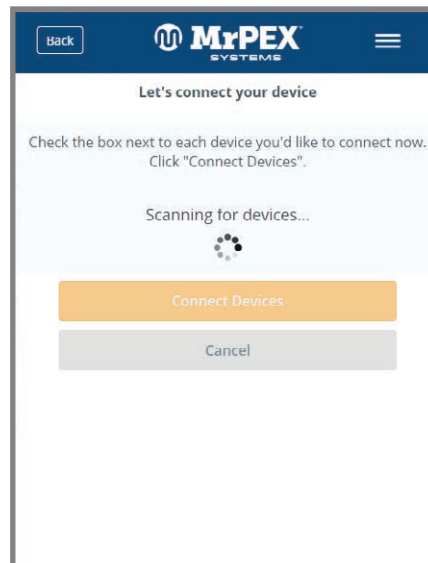 Back
MrPEX
SYSTEMS
Let's connect your device
Check the box next to each device you'd like to connect now.
Click "Connect Devices".
Scanning for devices...
Connect Devices
Cancel